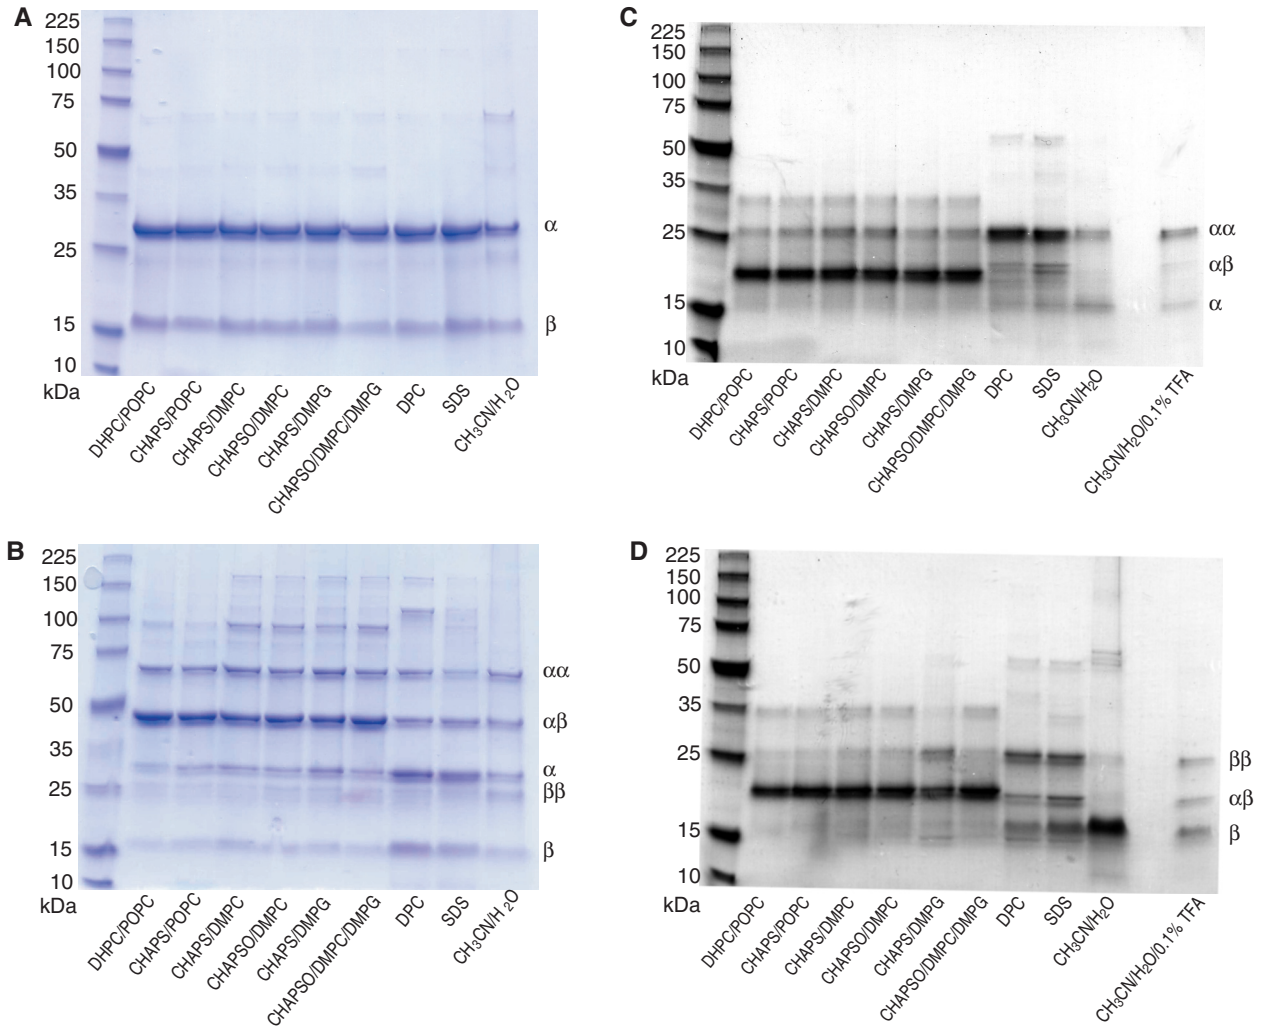 A
225
150
100
75
50
35
25
15
10
kDa
α
β
DHPC/POPC
CHAPS/POPC
CHAPS/DMPC
CHAPSO/DMPC
CHAPS/DMPG
CHAPSO/DMPC/DMPG
DPC
SDS
CH₃CN/H₂O
C
225
150
100
75
50
35
25
15
10
kDa
αα
αβ
α
DHPC/POPC
CHAPS/POPC
CHAPS/DMPC
CHAPSO/DMPC
CHAPS/DMPG
CHAPSO/DMPC/DMPG
DPC
SDS
CH₃CN/H₂O
CH₃CN/H₂O/0.1% TFA
B
225
150
100
75
50
35
25
15
10
kDa
αα
αβ
α
ββ
β
DHPC/POPC
CHAPS/POPC
CHAPS/DMPC
CHAPSO/DMPC
CHAPS/DMPG
CHAPSO/DMPC/DMPG
DPC
SDS
CH₃CN/H₂O
D
225
150
100
75
50
35
25
15
10
kDa
ββ
αβ
β
DHPC/POPC
CHAPS/POPC
CHAPS/DMPC
CHAPSO/DMPC
CHAPS/DMPG
CHAPSO/DMPC/DMPG
DPC
SDS
CH₃CN/H₂O
CH₃CN/H₂O/0.1% TFA